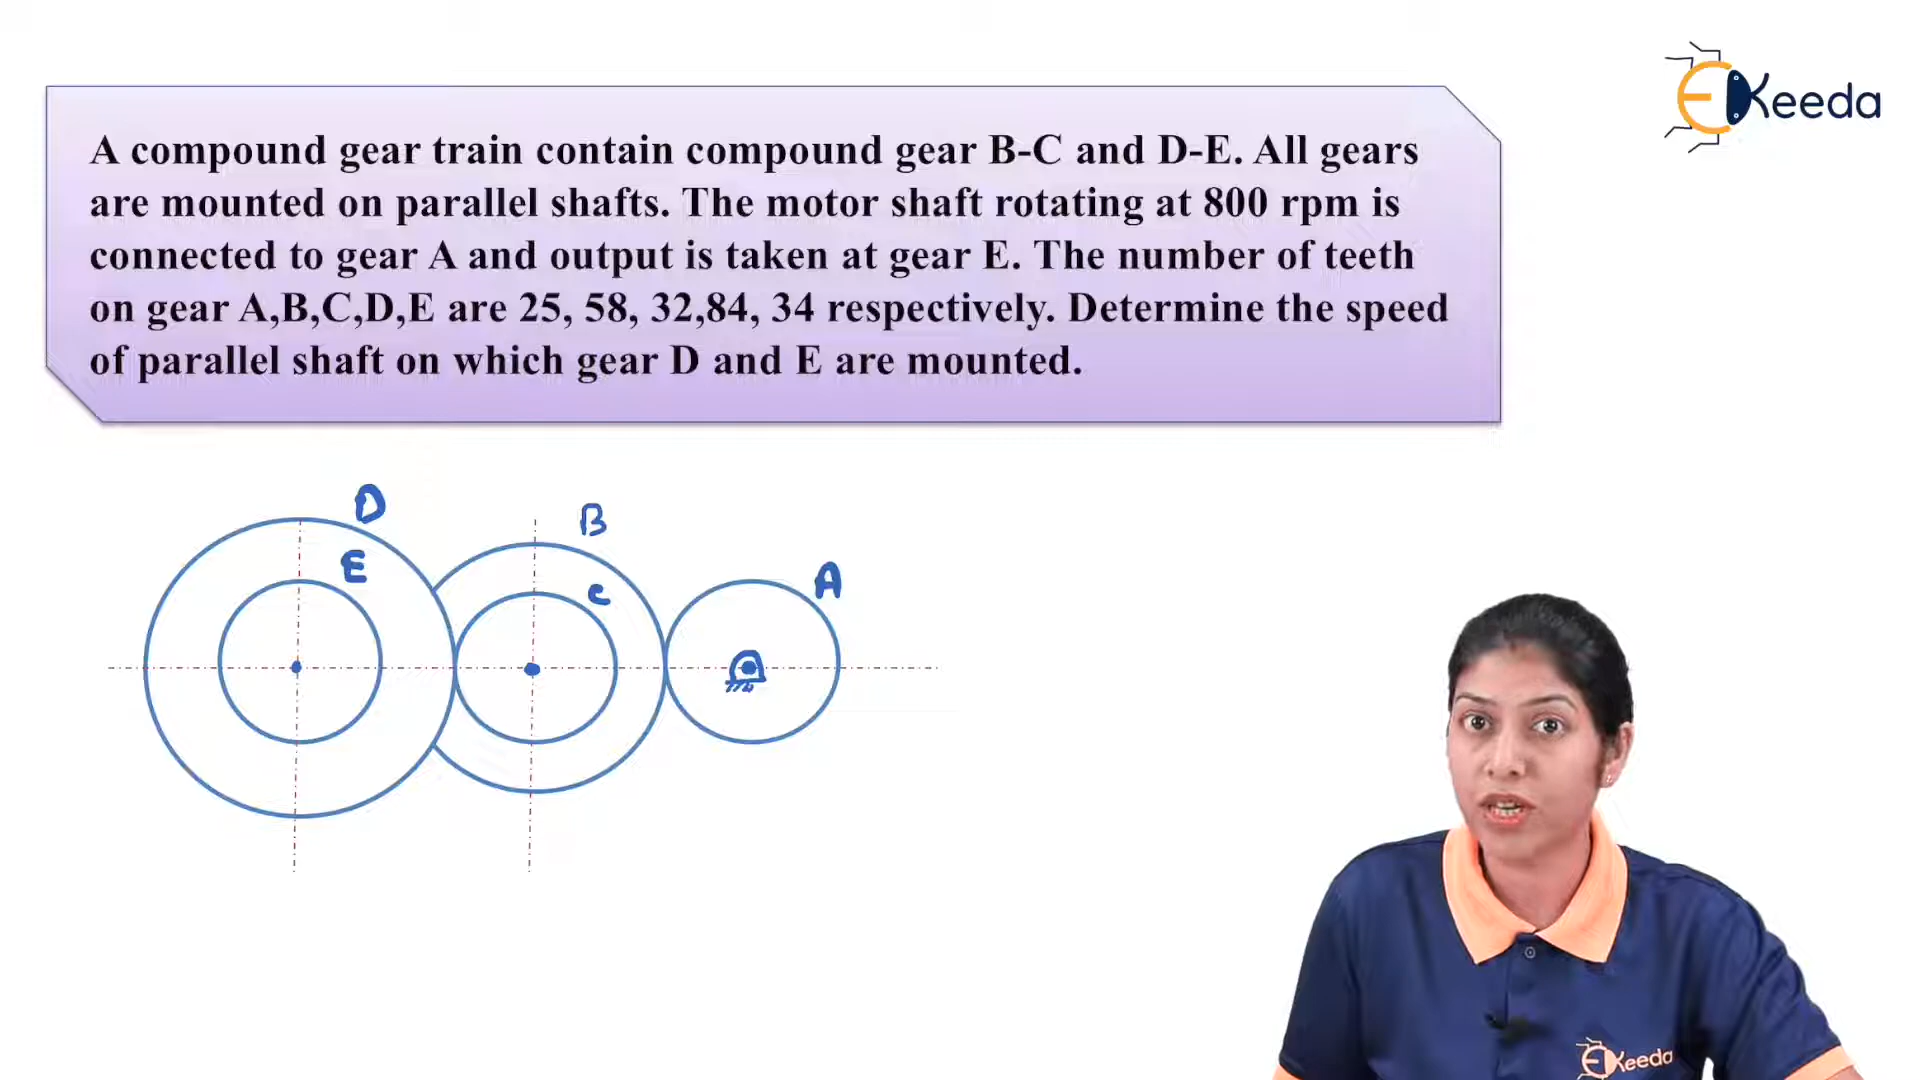 EKeeda
A compound gear train contain compound gear B-C and D-E. All gears
are mounted on parallel shafts. The motor shaft rotating at 800 rpm is
connected to gear A and output is taken at gear E. The number of teeth
on gear A,B,C,D,E are 25, 58, 32,84, 34 respectively. Determine the speed
of parallel shaft on which gear D and E are mounted.
D
B
E
C
A
EKeeda